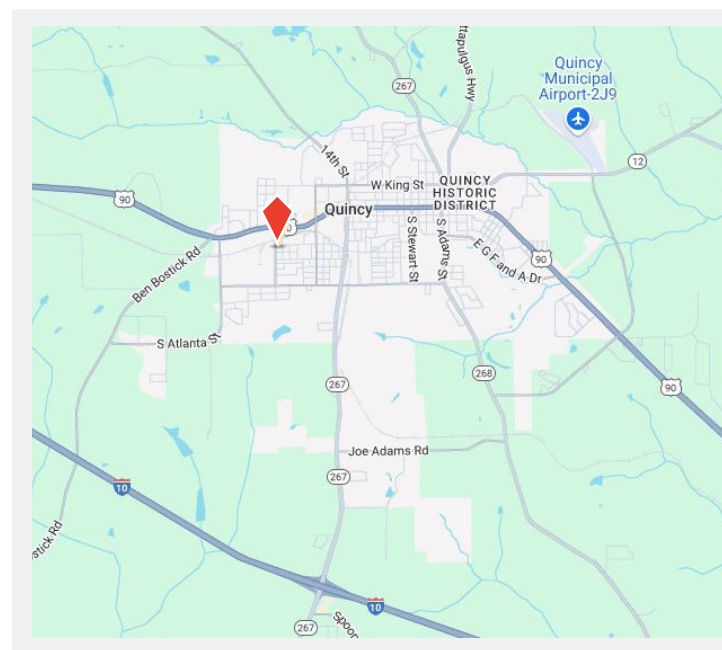 Quincy
Municipal
Airport-2J9
ttapulgus Hwy
267
14th St
12
90
W King St
QUINCY
HISTORIC
DISTRICT
Quincy
0
S Stewart St
S Adams St
E G F and A Dr
90
Ben Bostick Rd
S Atlanta St
267
268
90
Joe Adams Rd
267
10
stick Rd
10
267
Spoon